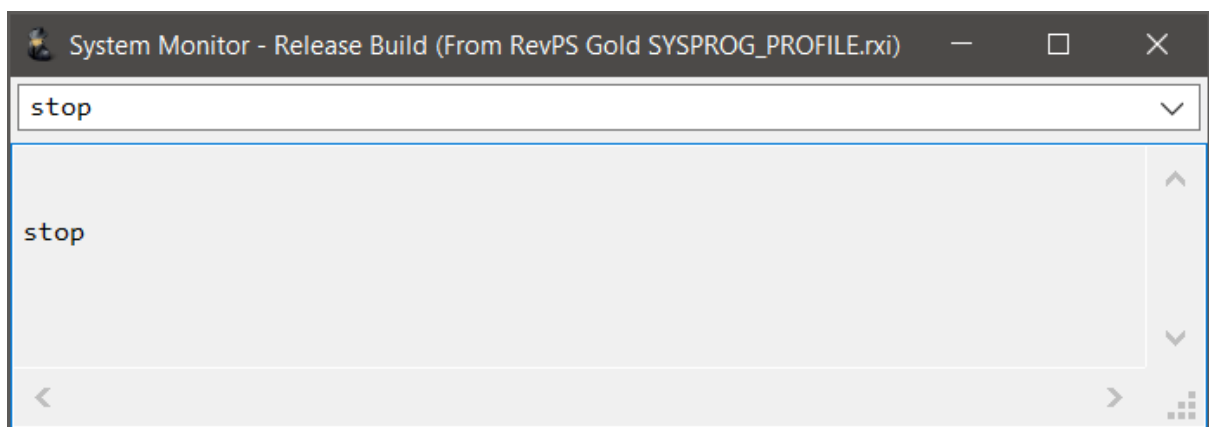 System Monitor - Release Build (From RevPS Gold SYSPROG_PROFILE.rxi)
stop
stop